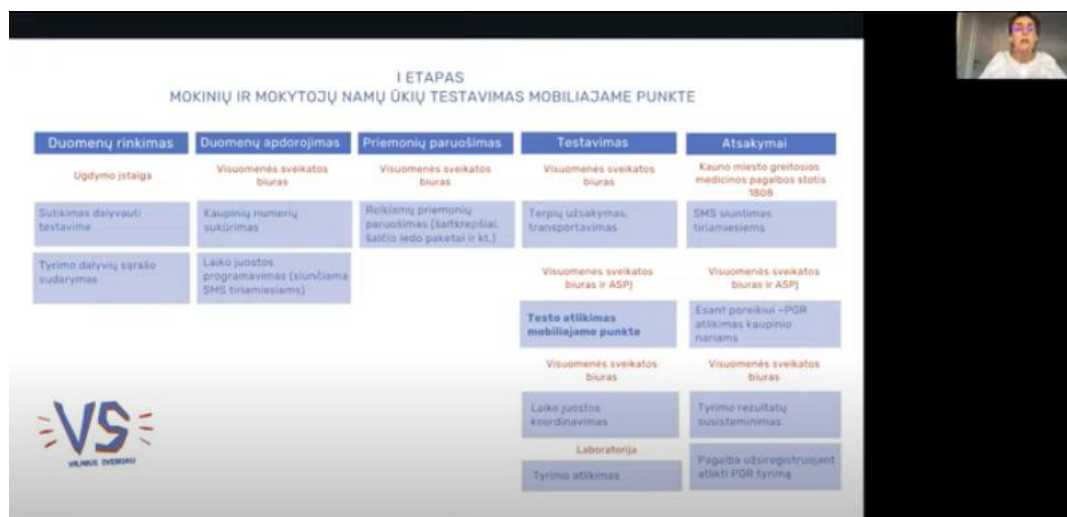 I ETAPAS
MOKINIŲ IR MOKYTOJŲ NAMŲ ŪKIŲ TESTAVIMAS MOBILIAJAME PUNKTE
Duomenų rinkimas
Ugdymo įstaiga
Sutikimas dalyvauti
testavime
Tyrimo dalyvių sąrašo
sudarymas
Duomenų apdorojimas
Visuomenės sveikatos
biuras
Kaupinių numerių
sukūrimas
Laiko juostos
programavimas (siunčiama
SMS tiriamiesiems)
Priemonių paruošimas
Visuomenės sveikatos
biuras
Reikiamų priemonių
paruošimas (šaltkrepšiai,
šalčio ledo paketai ir kt.)
Testavimas
Visuomenės sveikatos
biuras
Terpių užsakymas,
transportavimas
Visuomenės sveikatos
biuras ir ASPĮ
Testo atlikimas
mobiliajame punkte
Visuomenės sveikatos
biuras
Laiko juostos
koordinavimas
Laboratorija
Tyrimo atlikimas
Atsakymai
Kauno miesto greitosios
medicinos pagalbos stotis
1808
SMS siuntimas
tiriamiesiems
Visuomenės sveikatos
biuras ir ASPĮ
Esant poreikiui –PGR
atlikimas kaupinio
nariams
Visuomenės sveikatos
biuras
Tyrimo rezultatų
susisteminimas
Pagalba užsiregistruojant
atlikti PGR tyrimą
VS
VILNIUS SVEIKIAU